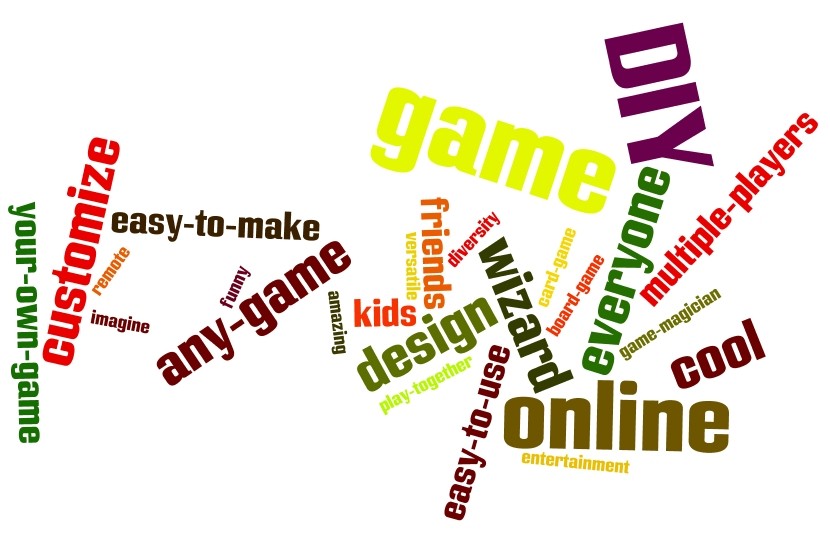 DIY
game
multiple-players
customize
everyone
your-own-game
easy-to-make
friends
diversity
versatile
wizard
card-game
board-game
remote
funny
any-game
imagine
amazing
kids
design
game-magician
cool
play-together
easy-to-use
online
entertainment